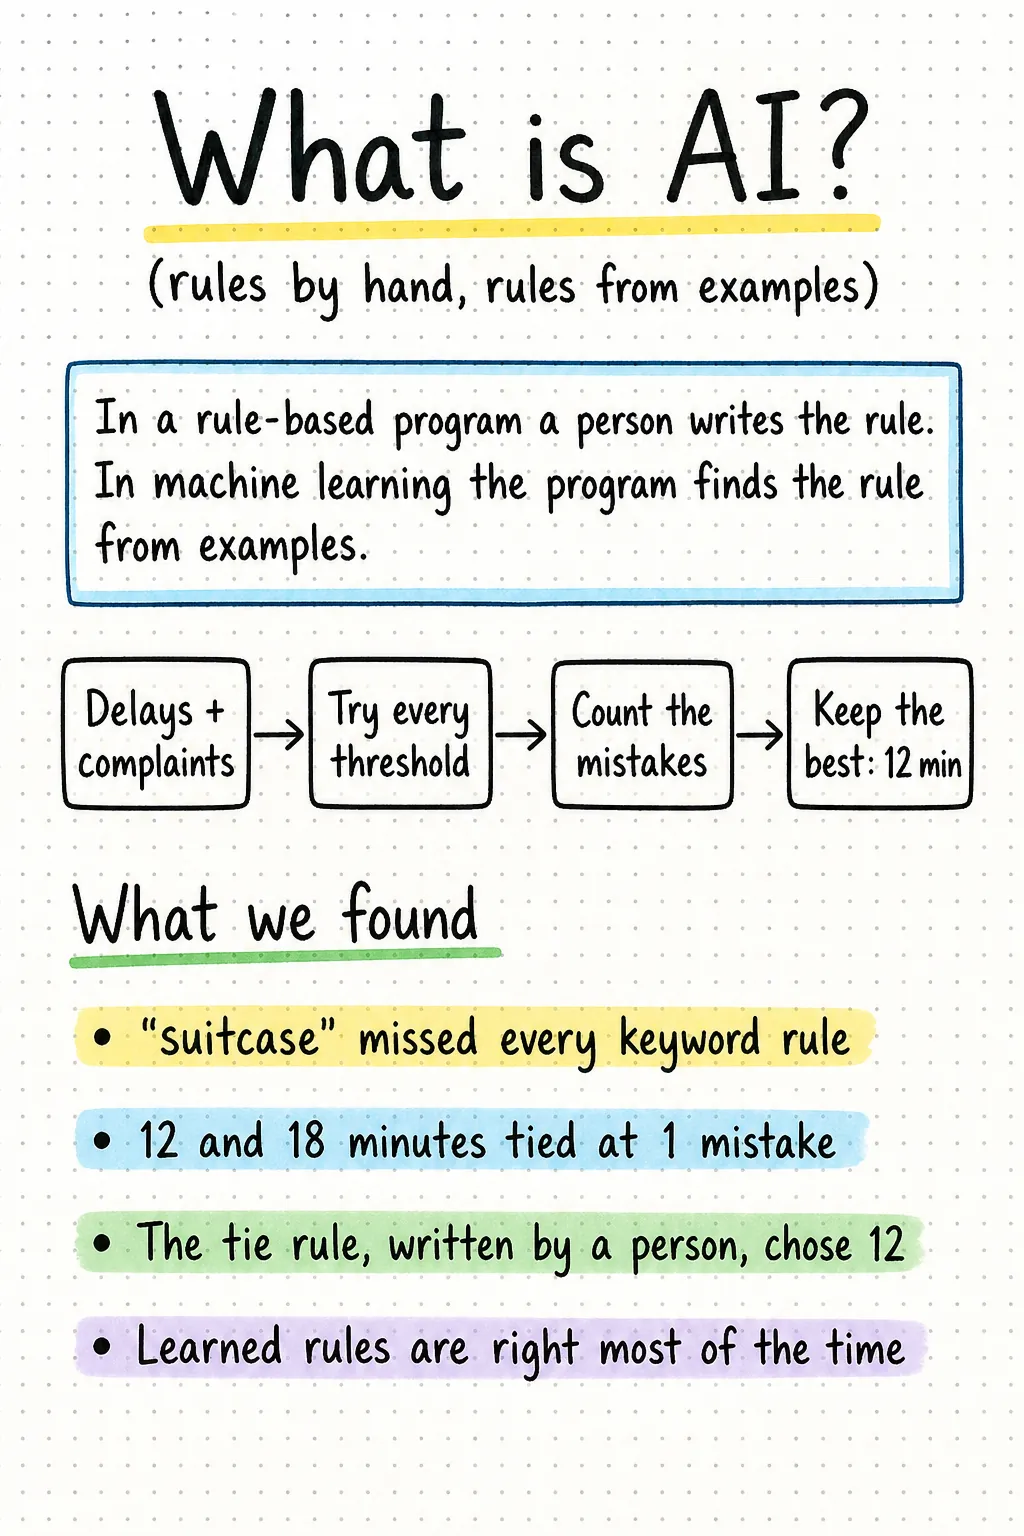 What is AI?
(rules by hand, rules from examples)
In a rule-based program a person writes the rule.
In machine learning the program finds the rule
from examples.
Delays +
complaints
Try every
threshold
Count the
mistakes
Keep the
best: 12 min
What we found
• “suitcase” missed every keyword rule
• 12 and 18 minutes tied at 1 mistake
• The tie rule, written by a person, chose 12
• Learned rules are right most of the time